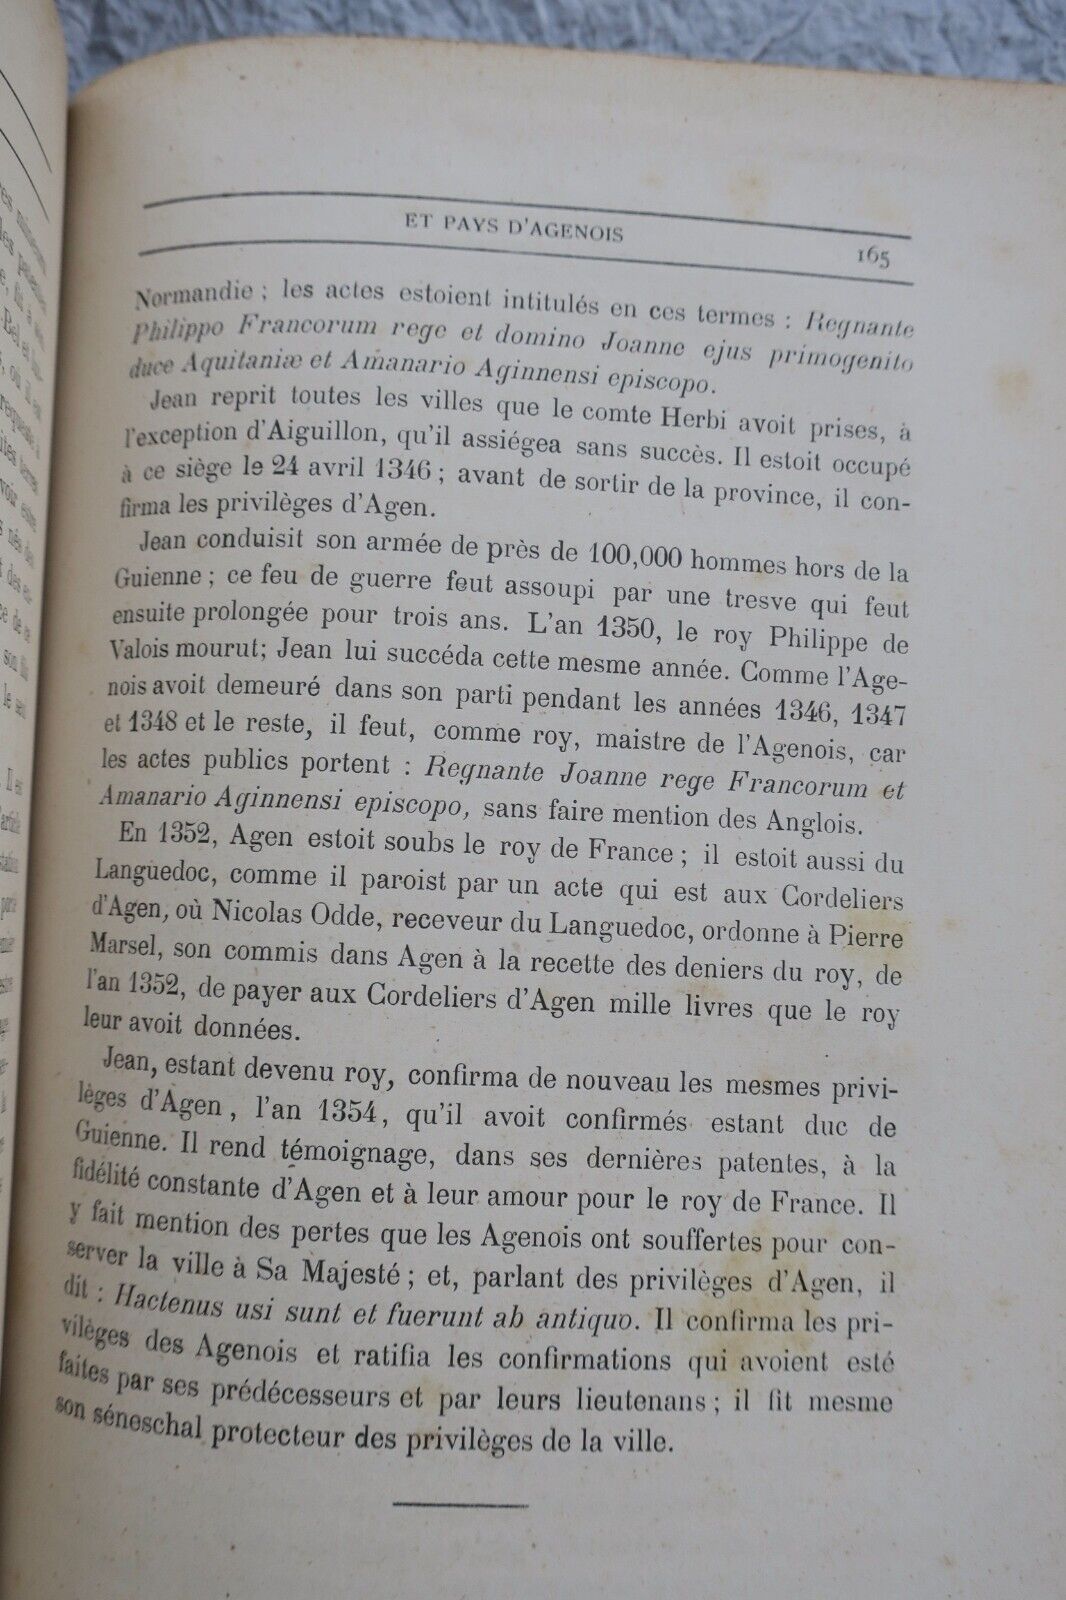 ET PAYS D'AGENOIS
165
Normandie ; les actes estoient intitulés en ces termes : Regnante
Philippo Francorum rege et domino Joanne ejus primogenito
duce Aquitaniæ et Amanario Aginnensi episcopo.
Jean reprit toutes les villes que le comte Herbi avoit prises, à
l'exception d'Aiguillon, qu'il assiégea sans succès. Il estoit occupé
à ce siège le 24 avril 1346 ; avant de sortir de la province, il con-
firma les privilèges d'Agen.
Jean conduisit son armée de près de 100,000 hommes hors de la
Guienne ; ce feu de guerre feut assoupi par une tresve qui feut
ensuite prolongée pour trois ans. L'an 1350, le roy Philippe de
Valois mourut; Jean lui succéda cette mesme année. Comme l'Age-
nois avoit demeuré dans son parti pendant les années 1346, 1347
et 1348 et le reste, il feut, comme roy, maistre de l'Agenois, car
les actes publics portent : Regnante Joanne rege Francorum et
Amanario Aginnensi episcopo, sans faire mention des Anglois.
En 1352, Agen estoit soubs le roy de France ; il estoit aussi du
Languedoc, comme il paroist par un acte qui est aux Cordeliers
d'Agen, où Nicolas Odde, receveur du Languedoc, ordonne à Pierre
Marsel, son commis dans Agen à la recette des deniers du roy, de
l'an 1352, de payer aux Cordeliers d'Agen mille livres que le roy
leur avoit données.
Jean, estant devenu roy, confirma de nouveau les mesmes privi-
lèges d'Agen, l'an 1354, qu'il avoit confirmés estant duc de
Guienne. Il rend témoignage, dans ses dernières patentes, à la
fidélité constante d'Agen et à leur amour pour le roy de France. Il
y fait mention des pertes que les Agenois ont souffertes pour con-
server la ville à Sa Majesté ; et, parlant des privilèges d'Agen, il
dit : Hactenus usi sunt et fuerunt ab antiquo. Il confirma les pri-
vilèges des Agenois et ratifia les confirmations qui avoient esté
faites par ses prédécesseurs et par leurs lieutenans ; il fit mesme
son séneschal protecteur des privilèges de la ville.